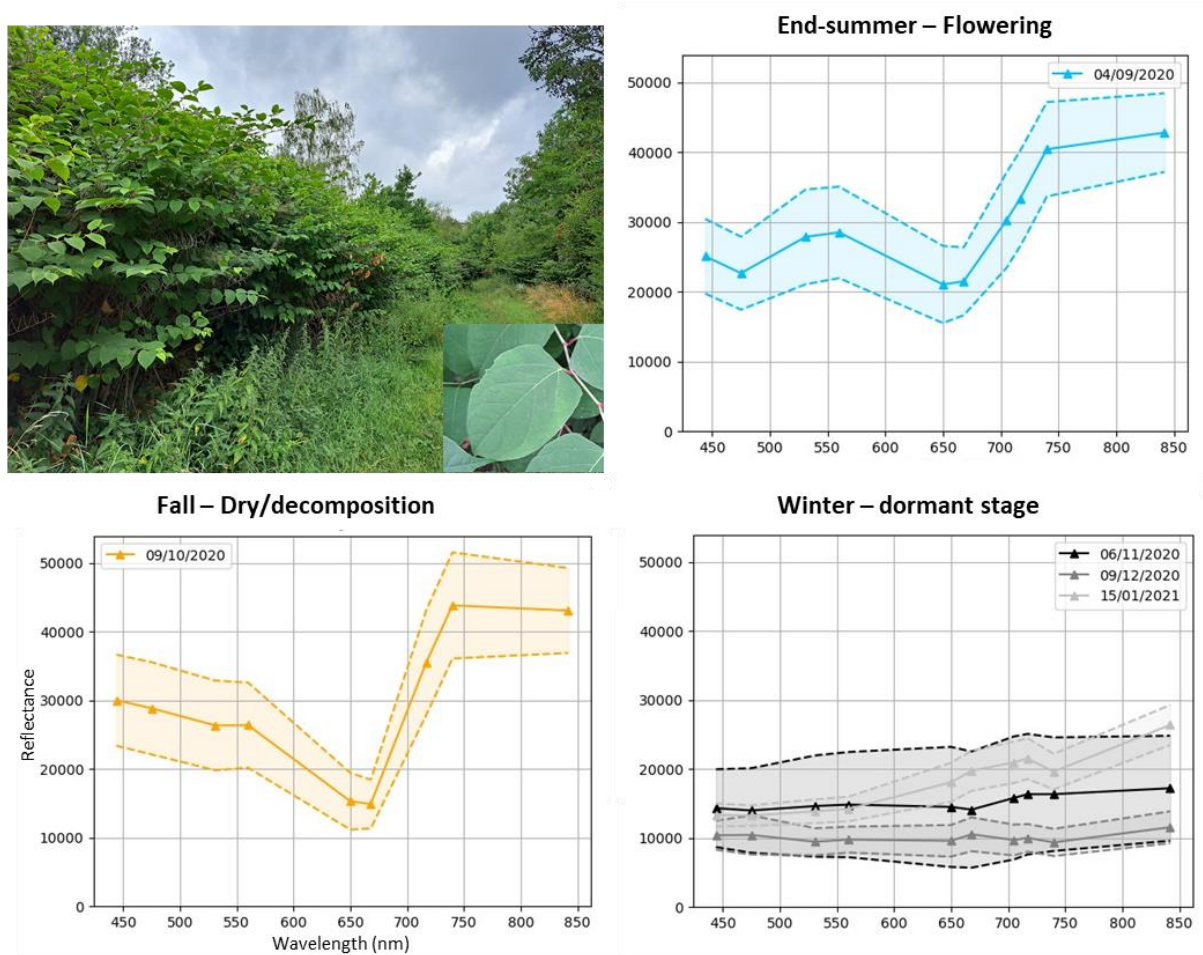 End-summer – Flowering
04/09/2020
50000
40000
30000
20000
10000
0
450 500 550 600 650 700 750 800 850
Fall – Dry/decomposition
09/10/2020
50000
40000
30000
20000
10000
0
Reflectance
450 500 550 600 650 700 750 800 850
Wavelength (nm)
Winter – dormant stage
06/11/2020
09/12/2020
15/01/2021
50000
40000
30000
20000
10000
0
450 500 550 600 650 700 750 800 850